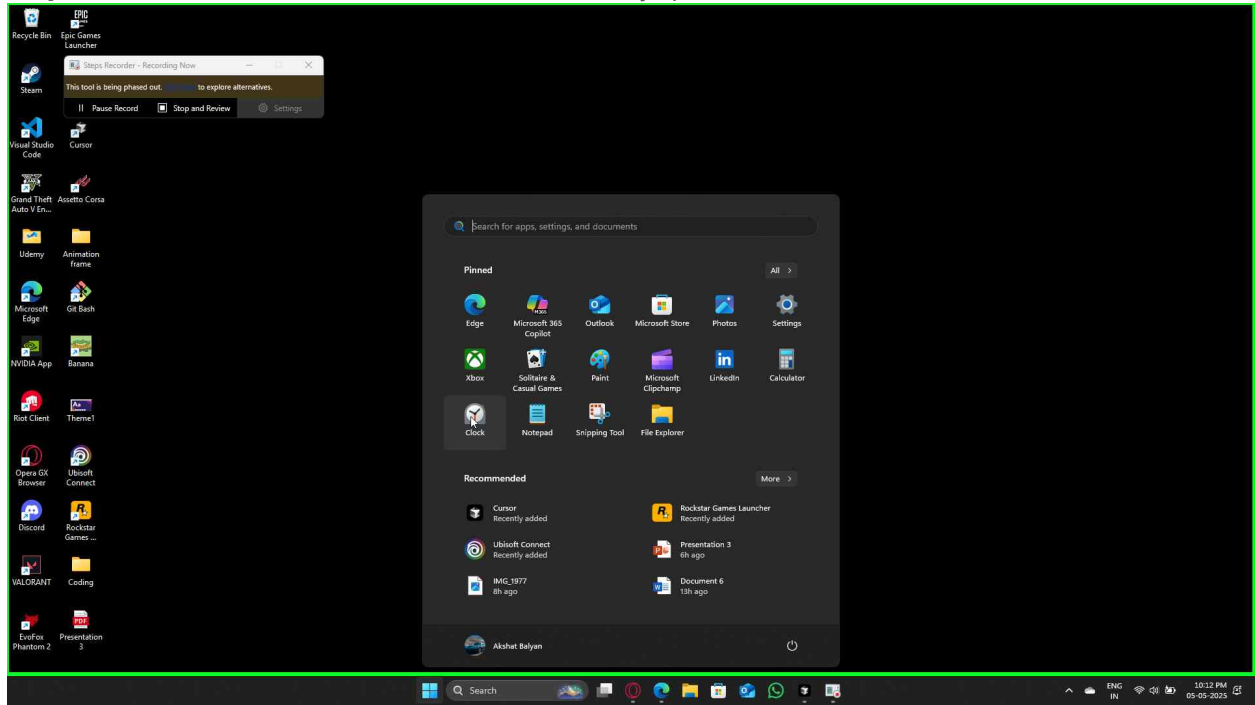 Recycle Bin
Epic Games
Launcher
Steam
Visual Studio
Code
Cursor
Grand Theft
Auto V En...
Assetto Corsa
Udemy
Animation
frame
Microsoft
Edge
Git Bash
NVIDIA App
Banana
Riot Client
Theme1
Opera GX
Browser
Ubisoft
Connect
Discord
Rockstar
Games ...
VALORANT
Coding
EvoFox
Phantom 2
Presentation
3
Steps Recorder - Recording Now
This tool is being phased out.
to explore alternatives.
Pause Record
Stop and Review
Settings
Search for apps, settings, and documents
Pinned
All
Edge
Microsoft 365
Copilot
Outlook
Microsoft Store
Photos
Settings
Xbox
Solitaire &
Casual Games
Paint
Microsoft
Clipchamp
LinkedIn
Calculator
Clock
Notepad
Snipping Tool
File Explorer
Recommended
More
Cursor
Recently added
Rockstar Games Launcher
Recently added
Ubisoft Connect
Recently added
Presentation 3
6h ago
IMG_1977
8h ago
Document 6
13h ago
Akshat Balyan
Search
ENG
IN
10:12 PM
05-05-2025